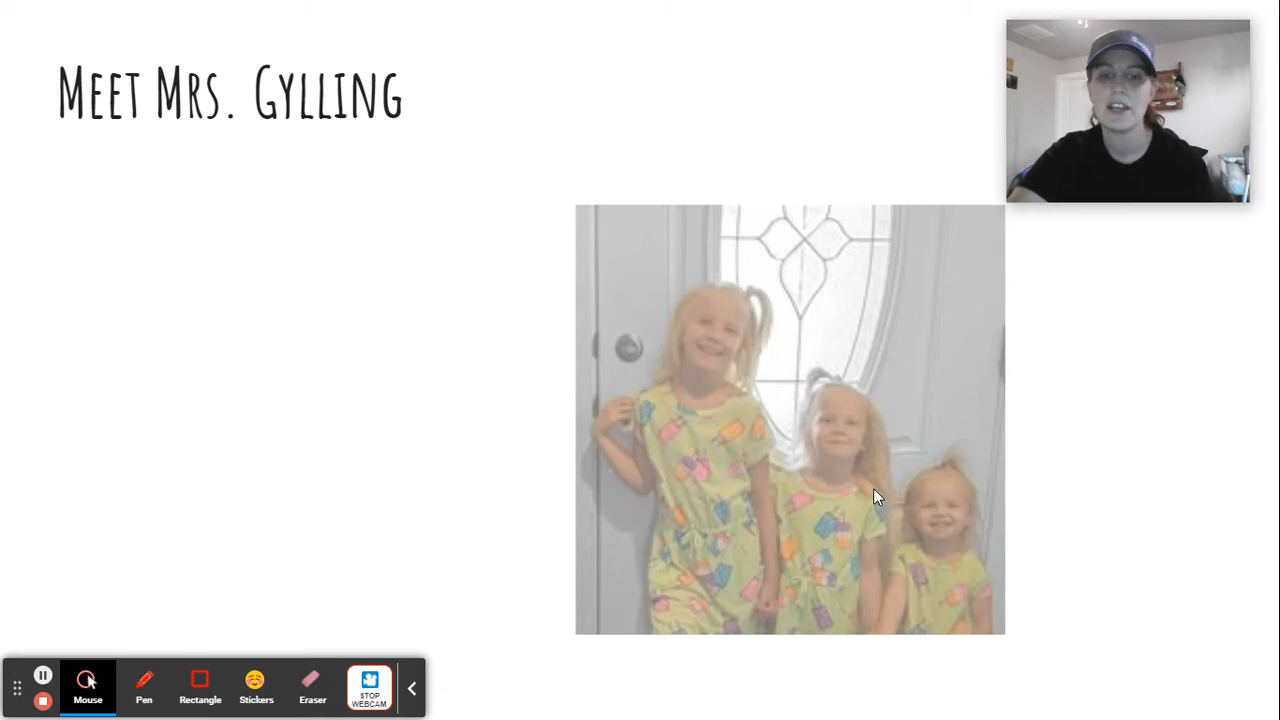 Meet Mrs. Gylling
Mouse
Pen
Rectangle
Stickers
Eraser
STOP
WEBCAM